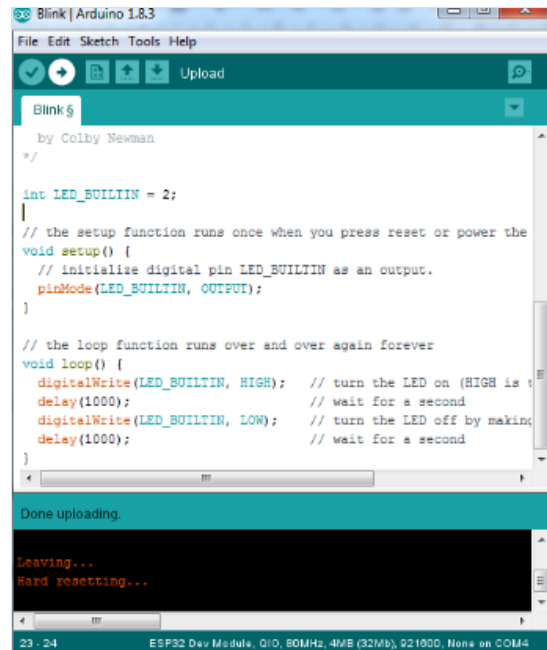 Blink | Arduino 1.8.3
File Edit Sketch Tools Help
Upload
Blink §
by Colby Newman
*/
int LED_BUILTIN = 2;
// the setup function runs once when you press reset or power the
void setup() {
// initialize digital pin LED_BUILTIN as an output.
pinMode(LED_BUILTIN, OUTPUT);
}
// the loop function runs over and over again forever
void loop() {
digitalWrite(LED_BUILTIN, HIGH); // turn the LED on (HIGH is t
delay(1000); // wait for a second
digitalWrite(LED_BUILTIN, LOW); // turn the LED off by making
delay(1000); // wait for a second
}
Done uploading.
Leaving...
Hard resetting...
23 - 24 ESP32 Dev Module, QIO, 80MHz, 4MB (32Mb), 921600, None on COM4